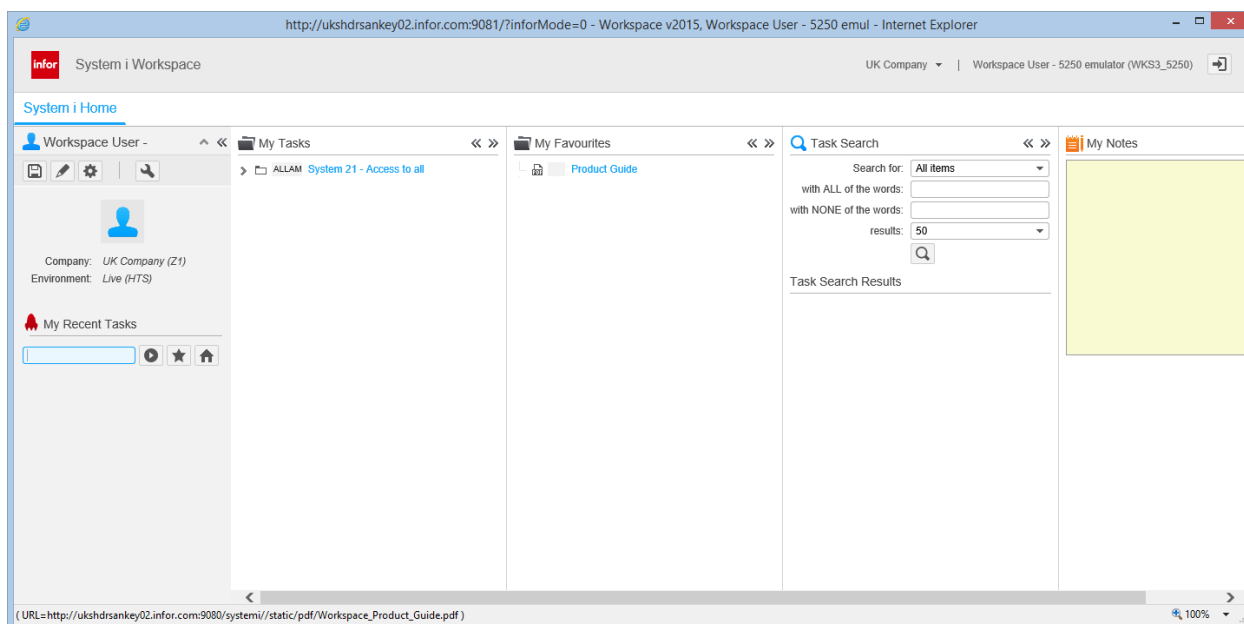 http://ukshdrsankey02.infor.com:9081/?inforMode=0 - Workspace v2015, Workspace User - 5250 emul - Internet Explorer
infor System i Workspace UK Company | Workspace User - 5250 emulator (WKS3_5250)
System i Home
Workspace User -
Company: UK Company (Z1)
Environment: Live (HTS)
My Recent Tasks
My Tasks
ALLAM System 21 - Access to all
My Favourites
Product Guide
Task Search
Search for: All items
with ALL of the words:
with NONE of the words:
results: 50
Task Search Results
My Notes
( URL=http://ukshdrsankey02.infor.com:9080/systemi//static/pdf/Workspace_Product_Guide.pdf )
100%